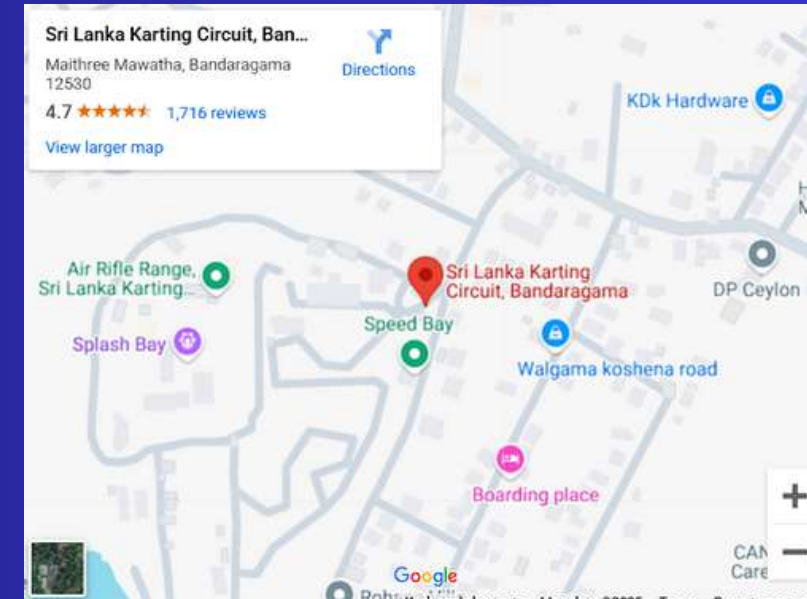 Sri Lanka Karting Circuit, Ban...
Maithree Mawatha, Bandaragama
12530
4.7
1,716 reviews
View larger map
Directions
KDk Hardware
Air Rifle Range,
Sri Lanka Karting...
Sri Lanka Karting
Circuit, Bandaragama
DP Ceylon
Speed Bay
Splash Bay
Walgama koshena road
Boarding place
+
CAN
Care
−
Google